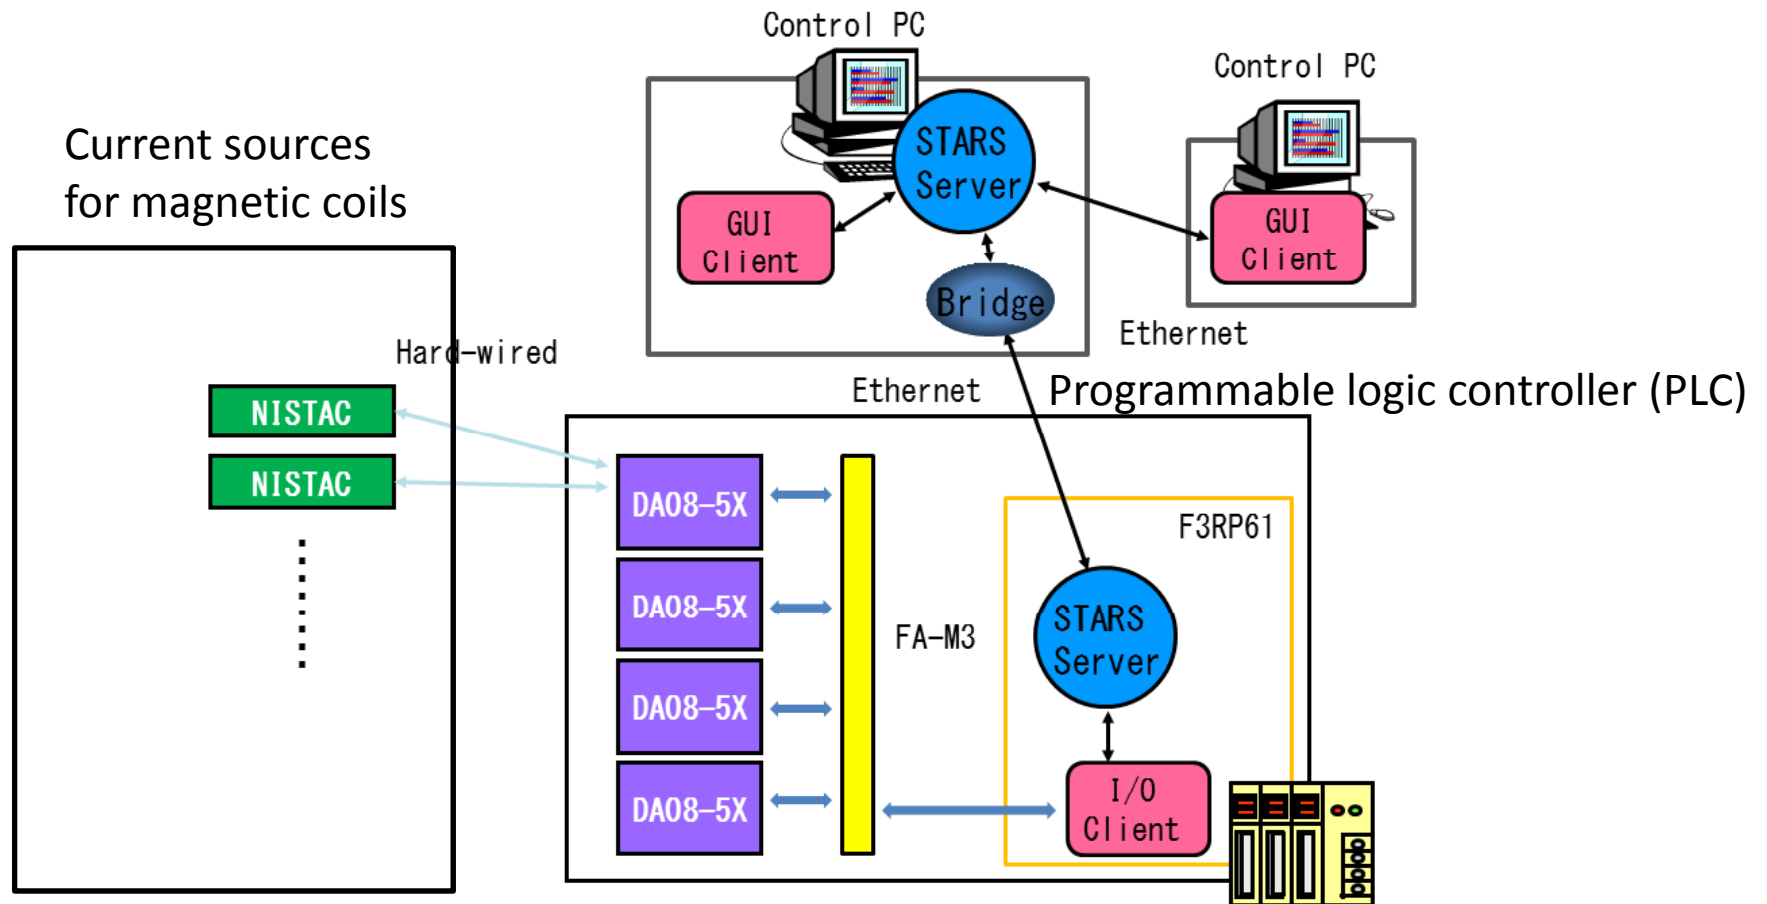 Control PC
Control PC
Current sources
for magnetic coils
STARS
Server
GUI
Client
GUI
Client
Bridge
Ethernet
Hard-wired
Ethernet
Programmable logic controller (PLC)
NISTAC
NISTAC
DA08-5X
F3RP61
DA08-5X
STARS
Server
FA-M3
DA08-5X
DA08-5X
I/O
Client